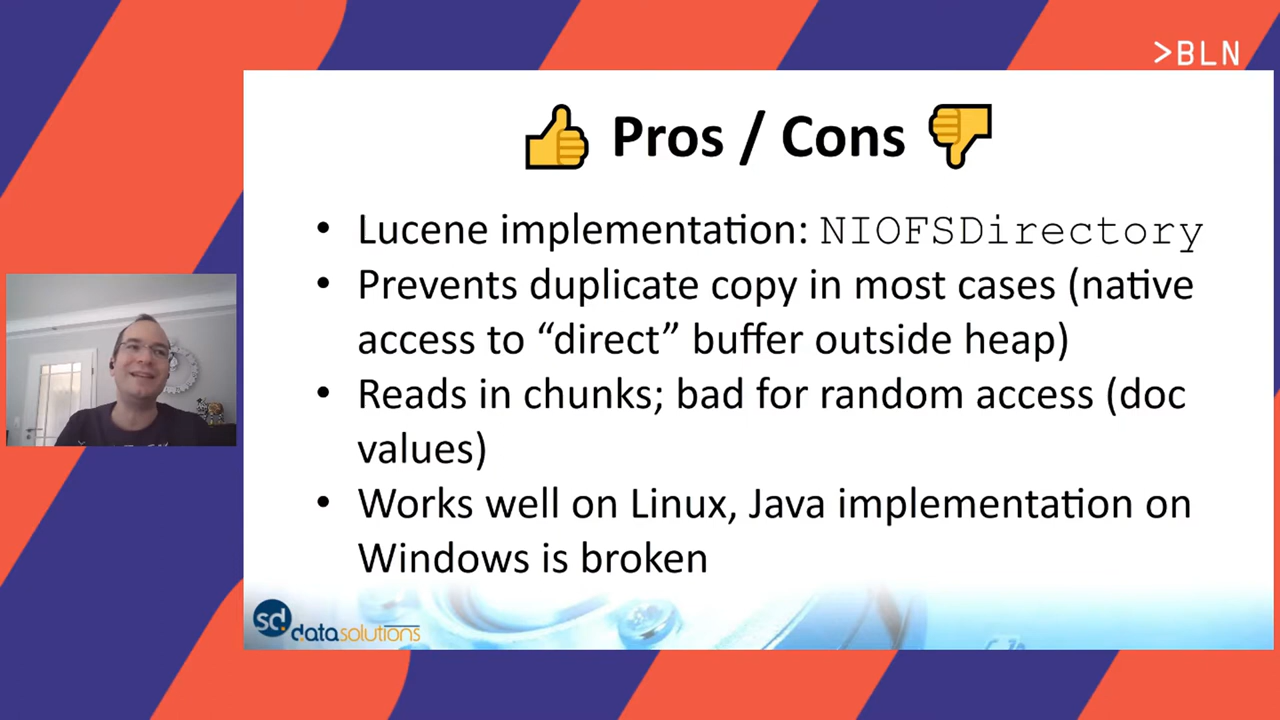 >BLN
Pros / Cons
• Lucene implementation: NIOFSDirectory
• Prevents duplicate copy in most cases (native
access to “direct” buffer outside heap)
• Reads in chunks; bad for random access (doc
values)
• Works well on Linux, Java implementation on
Windows is broken
sd. datasolutions